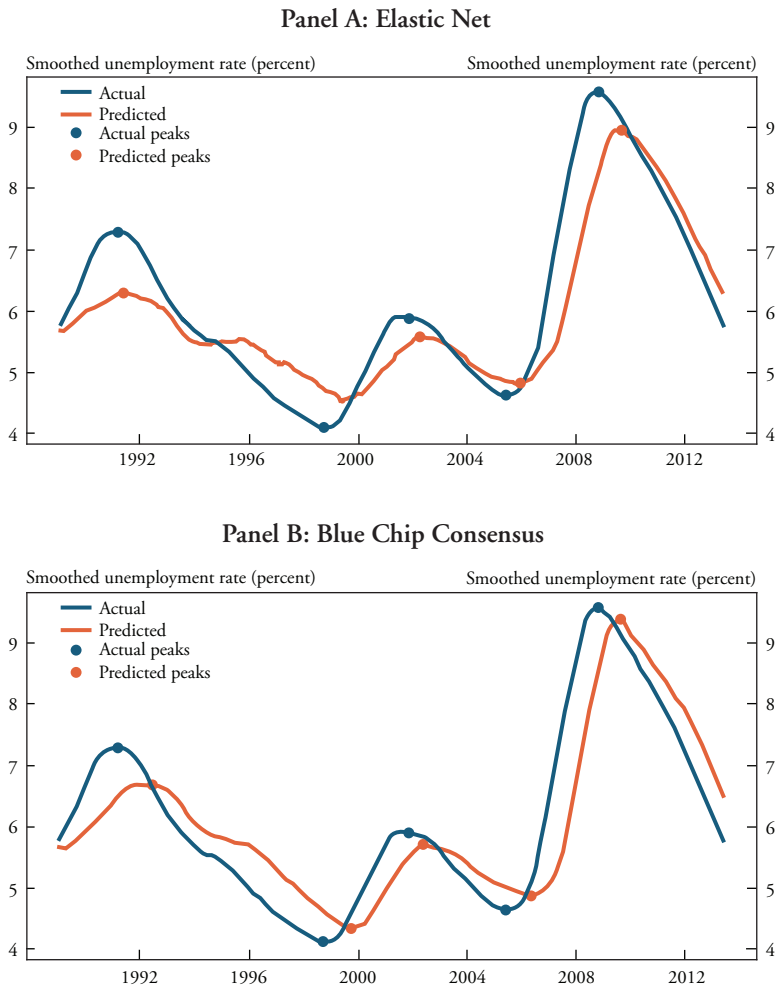 Panel A: Elastic Net
Smoothed unemployment rate (percent) Smoothed unemployment rate (percent)
Actual
Predicted
Actual peaks
Predicted peaks
9 9
8 8
7 7
6 6
5 5
4 4
1992 1996 2000 2004 2008 2012
Panel B: Blue Chip Consensus
Smoothed unemployment rate (percent) Smoothed unemployment rate (percent)
Actual
Predicted
Actual peaks
Predicted peaks
9 9
8 8
7 7
6 6
5 5
4 4
1992 1996 2000 2004 2008 2012